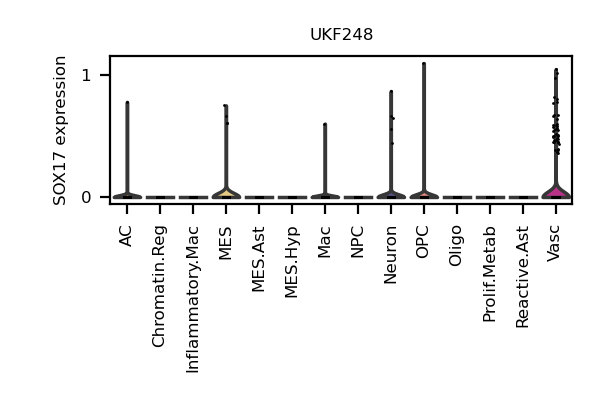 UKF248
SOX17 expression
1
0
AC
Chromatin.Reg
Inflammatory.Mac
MES
MES.Ast
MES.Hyp
Mac
NPC
Neuron
OPC
Oligo
Prolif.Metab
Reactive.Ast
Vasc